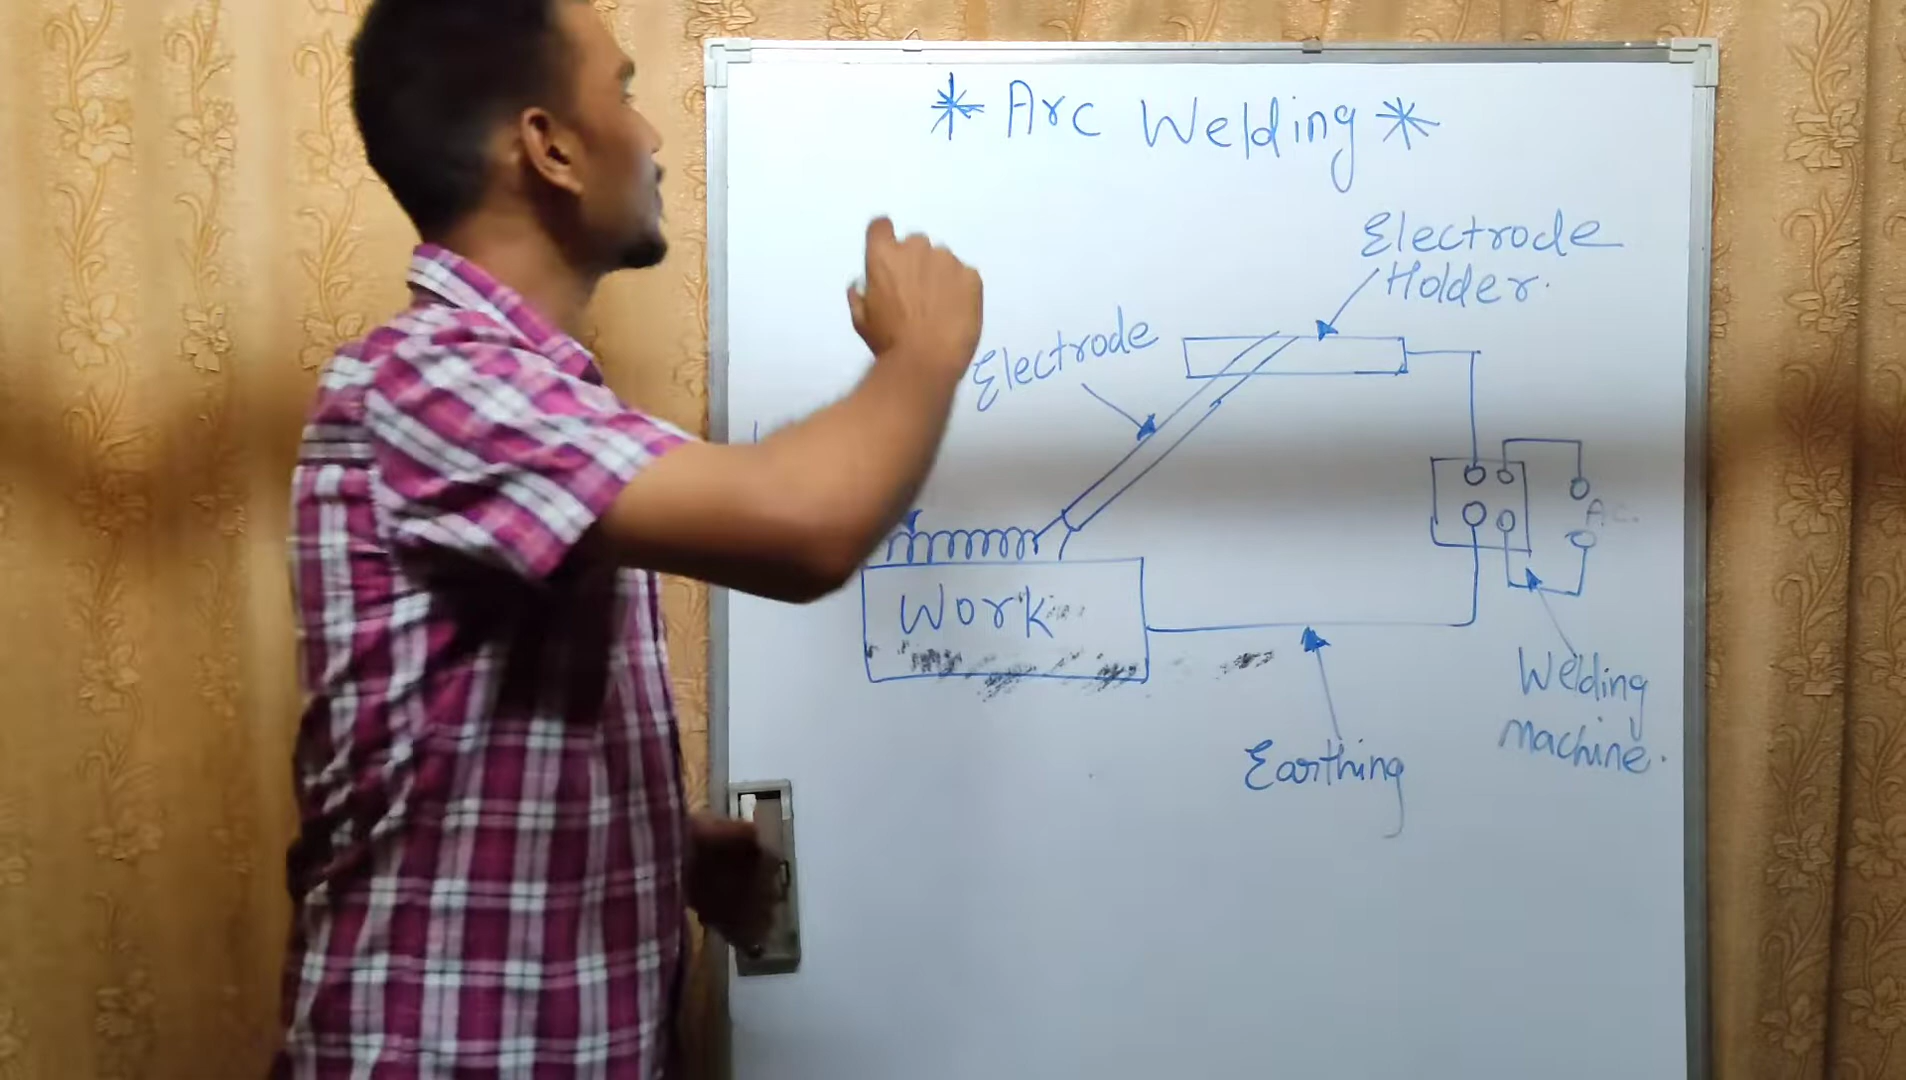 * Arc Welding *
Electrode
Holder.
Electrode
A.C.
Work
Welding
machine.
Earthing